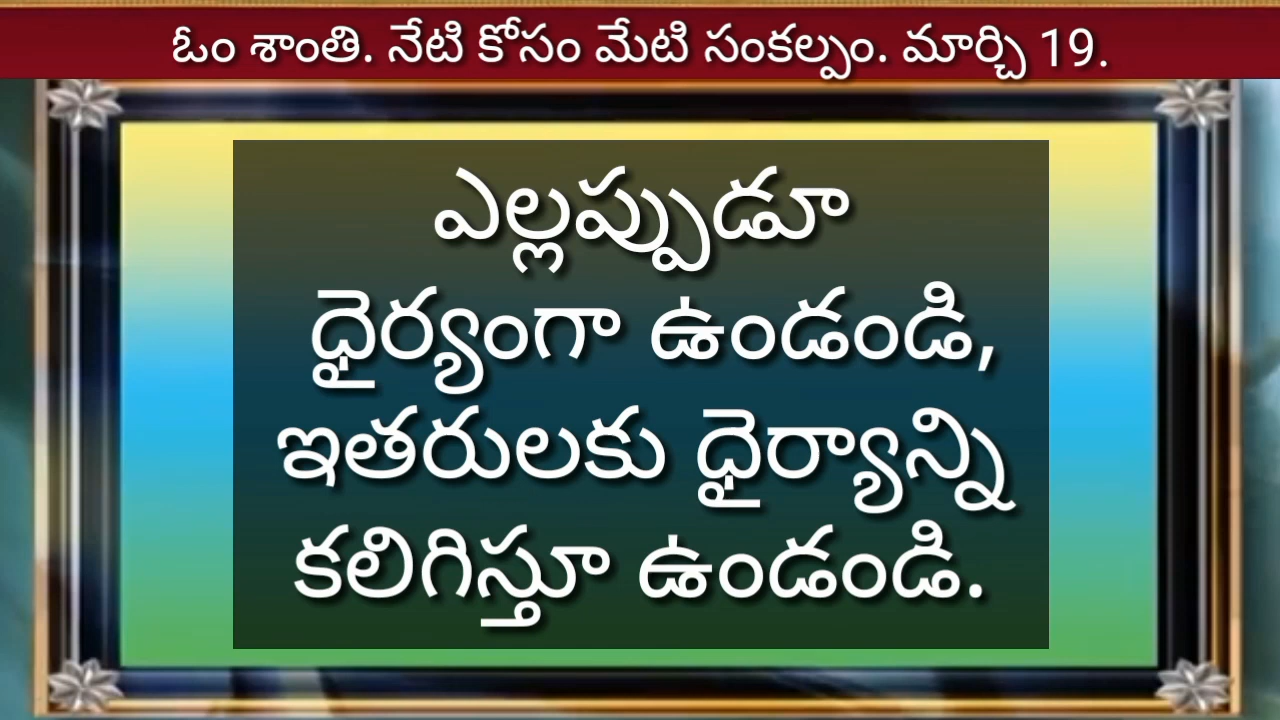 ఓం శాంతి. నేటి కోసం మేటి సంకల్పం. మార్చి 19.
ఎల్లప్పుడూ
ధైర్యంగా ఉండండి,
ఇతరులకు ధైర్యాన్ని
కలిగిస్తూ ఉండండి.